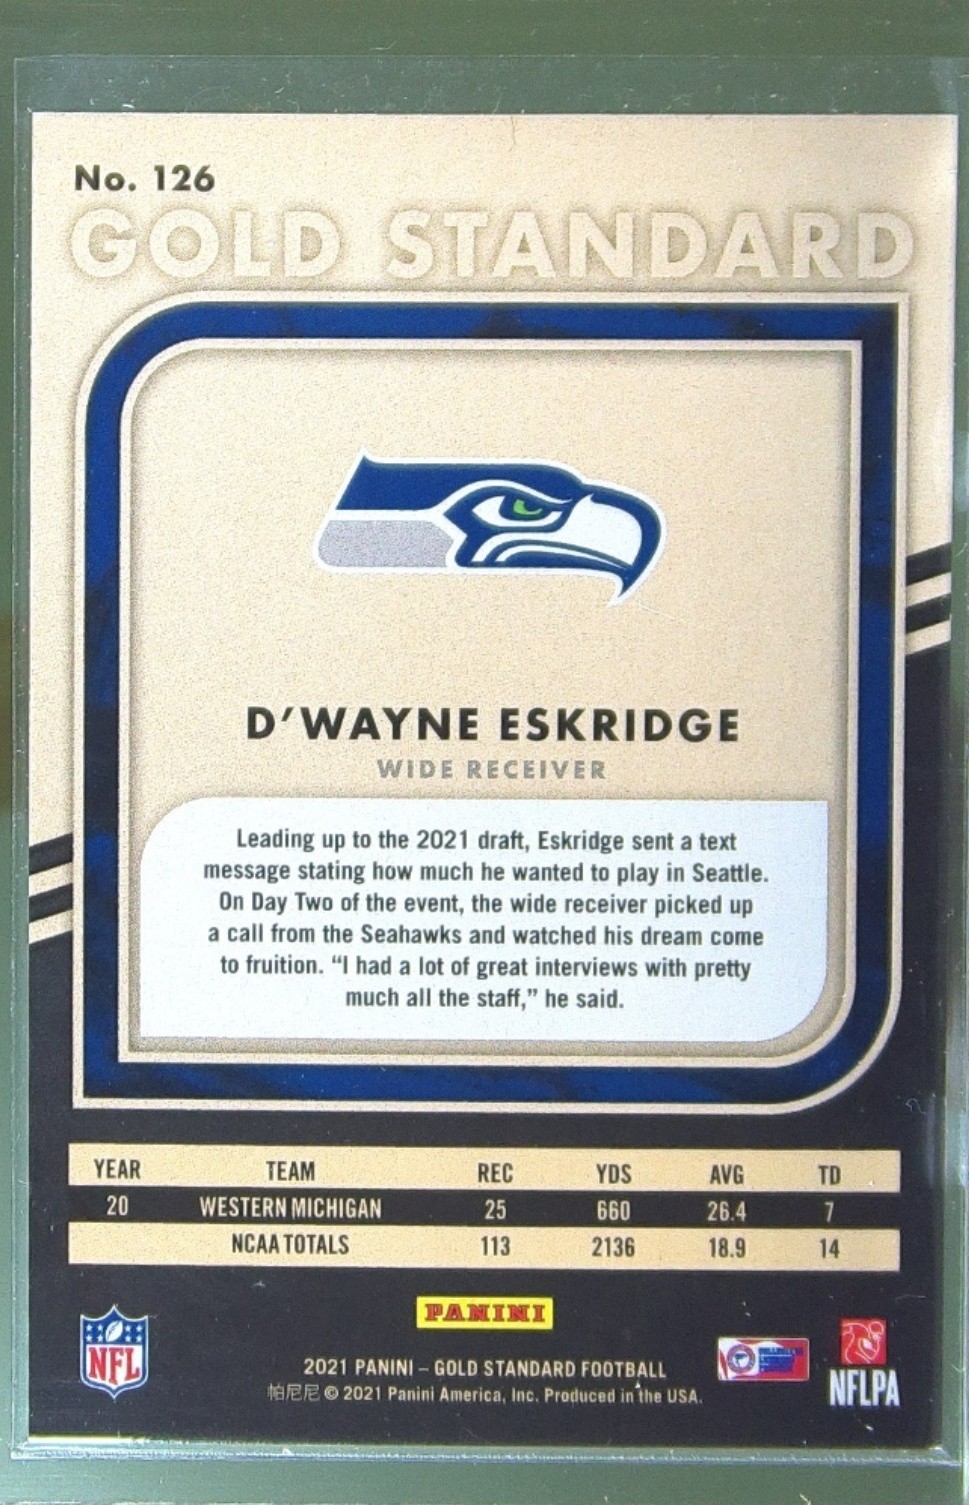 No. 126
GOLD STANDARD
D'WAYNE ESKRIDGE
WIDE RECEIVER
Leading up to the 2021 draft, Eskridge sent a text
message stating how much he wanted to play in Seattle.
On Day Two of the event, the wide receiver picked up
a call from the Seahawks and watched his dream come
to fruition. “I had a lot of great interviews with pretty
much all the staff,” he said.
YEAR TEAM REC YDS AVG TD
20 WESTERN MICHIGAN 25 660 26.4 7
NCAA TOTALS 113 2136 18.9 14
PANINI
NFL
2021 PANINI – GOLD STANDARD FOOTBALL
帕尼尼 © 2021 Panini America, Inc. Produced in the USA.
NFLPA